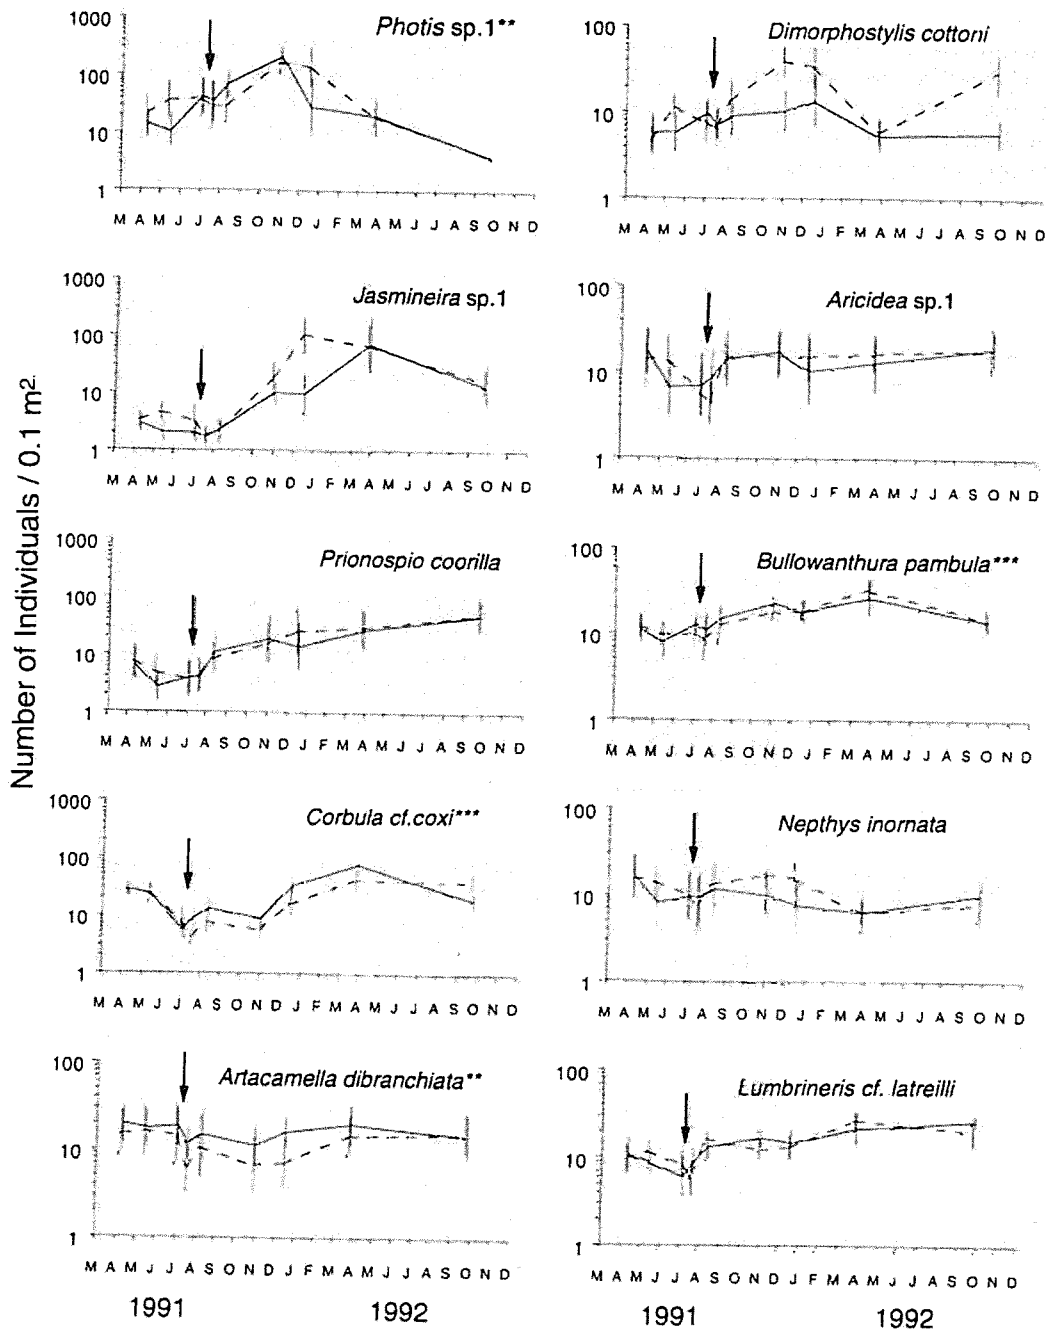 Number of Individuals / 0.1 m²
Photis sp.1**
1000
100
10
1
M A M J J A S O N D J F M A M J J A S O N D
Dimorphostylis cottoni
100
10
1
M A M J J A S O N D J F M A M J J A S O N D
Jasmineira sp.1
1000
100
10
1
M A M J J A S O N D J F M A M J J A S O N D
Aricidea sp.1
100
10
1
M A M J J A S O N D J F M A M J J A S O N D
Prionospio coorilla
1000
100
10
1
M A M J J A S O N D J F M A M J J A S O N D
Bullowanthura pambula***
100
10
1
M A M J J A S O N D J F M A M J J A S O N D
Corbula cf.coxi***
1000
100
10
1
M A M J J A S O N D J F M A M J J A S O N D
Nepthys inornata
100
10
1
M A M J J A S O N D J F M A M J J A S O N D
Artacamella dibranchiata**
100
10
1
M A M J J A S O N D J F M A M J J A S O N D
1991 1992
Lumbrineris cf. latreilli
100
10
1
M A M J J A S O N D J F M A M J J A S O N D
1991 1992